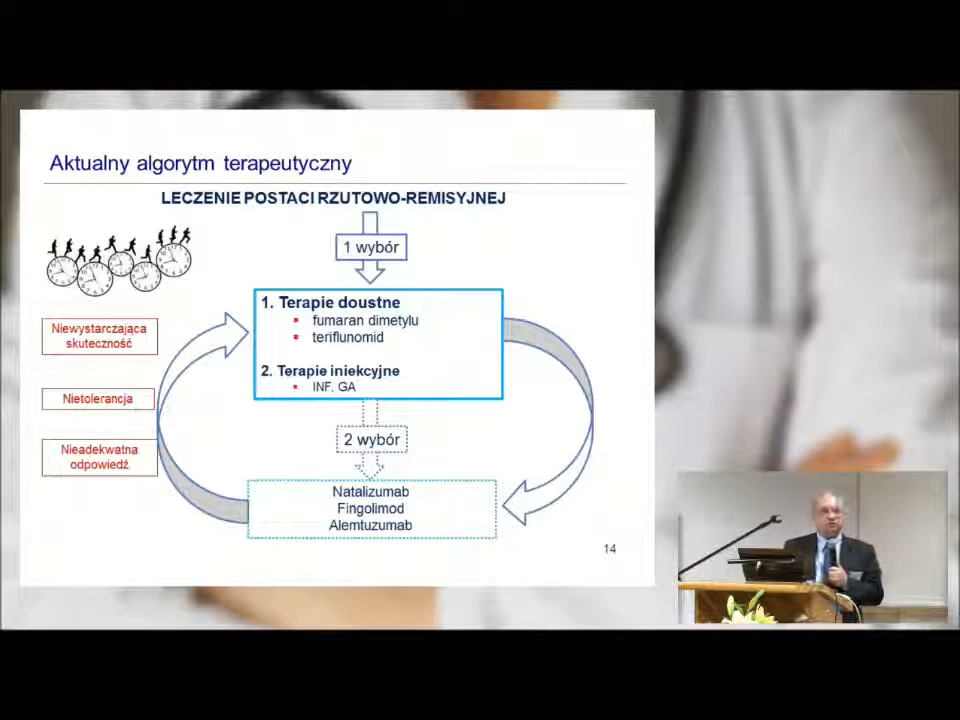 Aktualny algorytm terapeutyczny
LECZENIE POSTACI RZUTOWO-REMISYJNEJ
1 wybór
1. Terapie doustne
fumaran dimetylu
teriflunomid
2. Terapie iniekcyjne
INF. GA
Niewystarczająca
skuteczność
Nietolerancja
Nieadekwatna
odpowiedź
2 wybór
Natalizumab
Fingolimod
Alemtuzumab
14